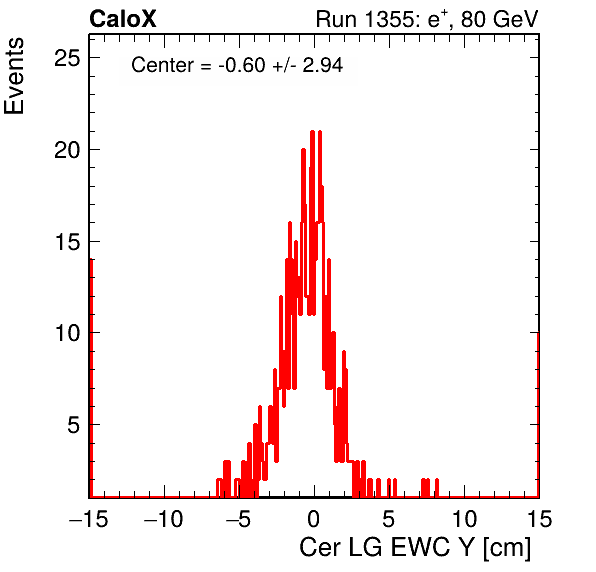 CaloX Run 1355: e⁺, 80 GeV
Center = -0.60 +/- 2.94
Events
25
20
15
10
5
−15 −10 −5 0 5 10 15
Cer LG EWC Y [cm]